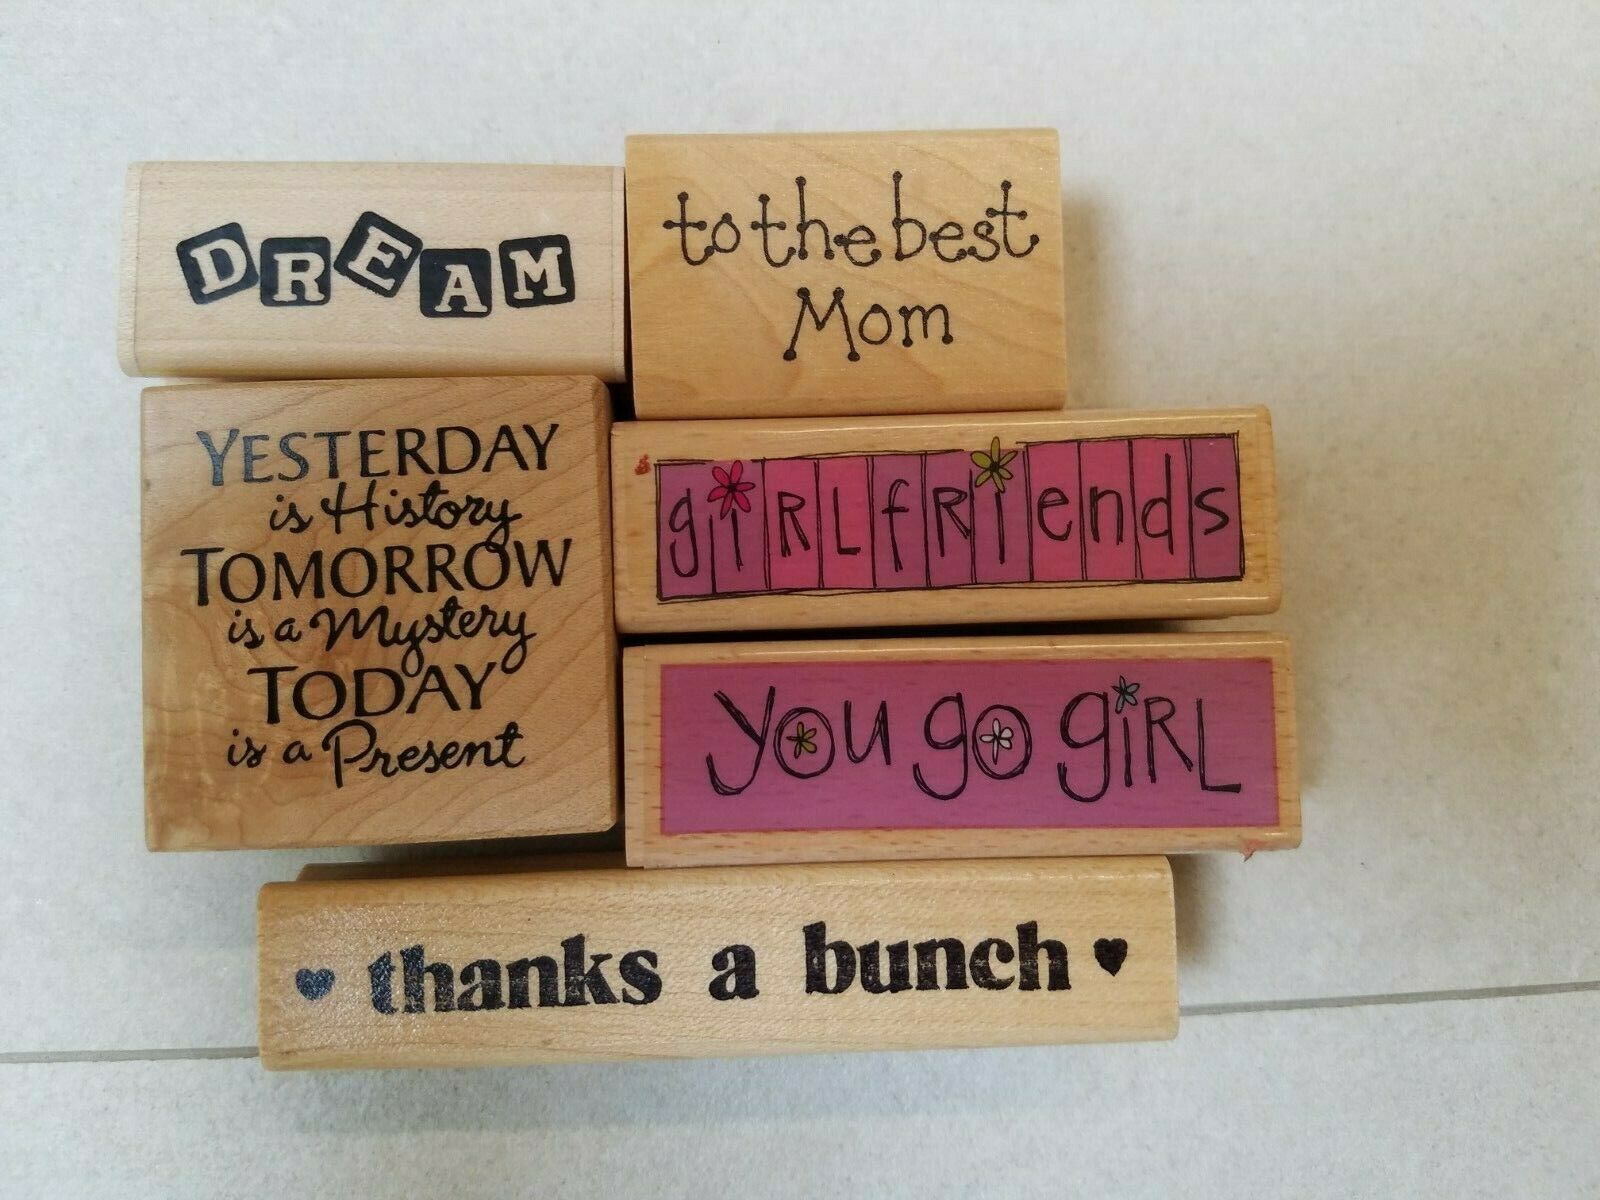 DREAM
to the best
Mom
YESTERDAY
is History
TOMORROW
is a Mystery
TODAY
is a Present
giRLfRiends
you go giRL
thanks a bunch